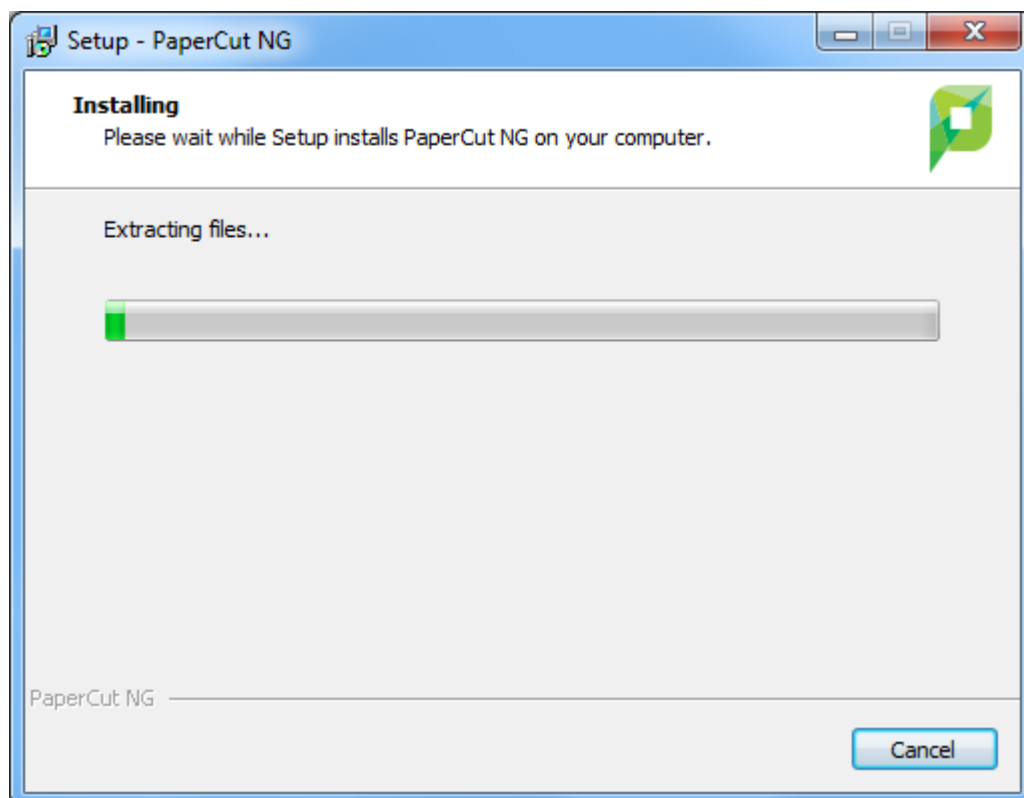 Setup - PaperCut NG
Installing
Please wait while Setup installs PaperCut NG on your computer.
Extracting files...
PaperCut NG
Cancel